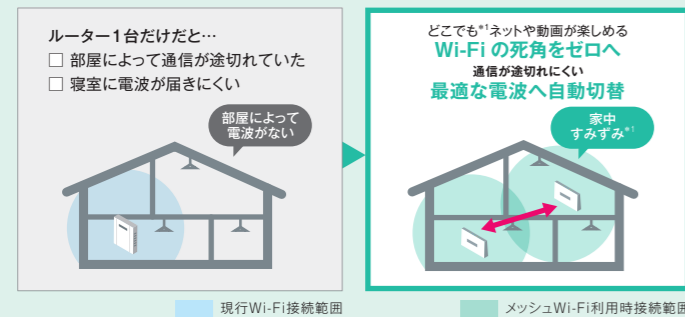 ルーター1台だけだと…
□ 部屋によって通信が途切れていた
□ 寝室に電波が届きにくい
部屋によって
電波がない
現行Wi-Fi接続範囲
どこでも*1ネットや動画が楽しめる
Wi-Fi の死角をゼロへ
通信が途切れにくい
最適な電波へ自動切替
家中
すみずみ*1
メッシュWi-Fi利用時接続範囲